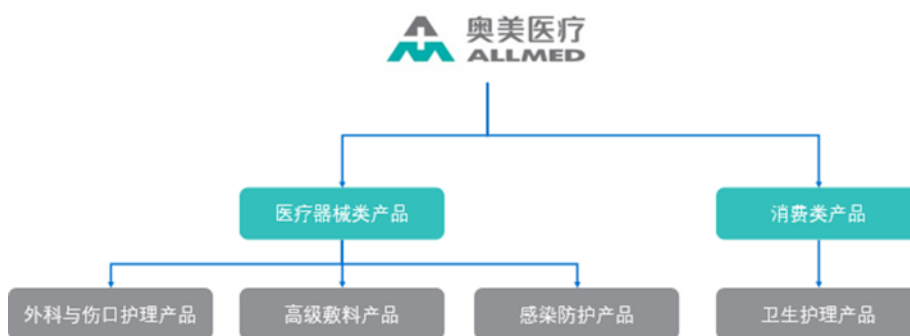 奥美医疗
ALLMED
医疗器械类产品
消费类产品
外科与伤口护理产品
高级敷料产品
感染防护产品
卫生护理产品